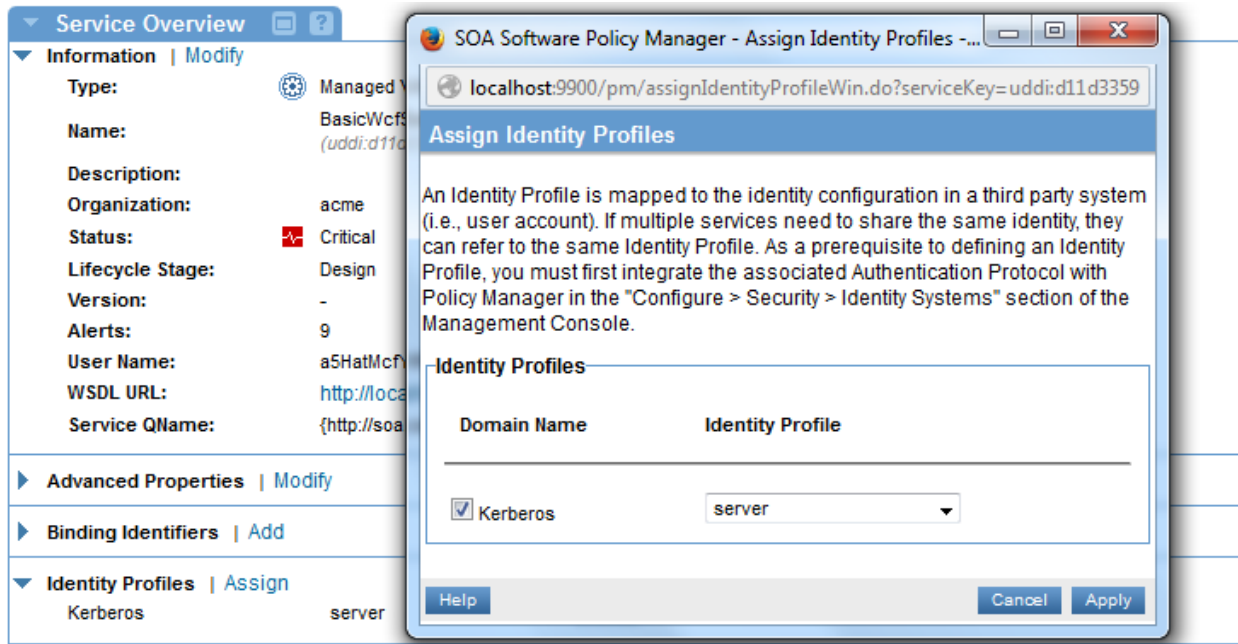 Service Overview
Information | Modify
Type: Managed
Name: BasicWcf
(uddi:d11d
Description:
Organization: acme
Status: Critical
Lifecycle Stage: Design
Version: -
Alerts: 9
User Name: a5HatMcf
WSDL URL: http://loca
Service QName: {http://soa
Advanced Properties | Modify
Binding Identifiers | Add
Identity Profiles | Assign
Kerberos server
SOA Software Policy Manager - Assign Identity Profiles -...
localhost:9900/pm/assignIdentityProfileWin.do?serviceKey=uddi:d11d3359
Assign Identity Profiles
An Identity Profile is mapped to the identity configuration in a third party system
(i.e., user account). If multiple services need to share the same identity, they
can refer to the same Identity Profile. As a prerequisite to defining an Identity
Profile, you must first integrate the associated Authentication Protocol with
Policy Manager in the "Configure > Security > Identity Systems" section of the
Management Console.
Identity Profiles
Domain Name Identity Profile
Kerberos server
Help Cancel Apply